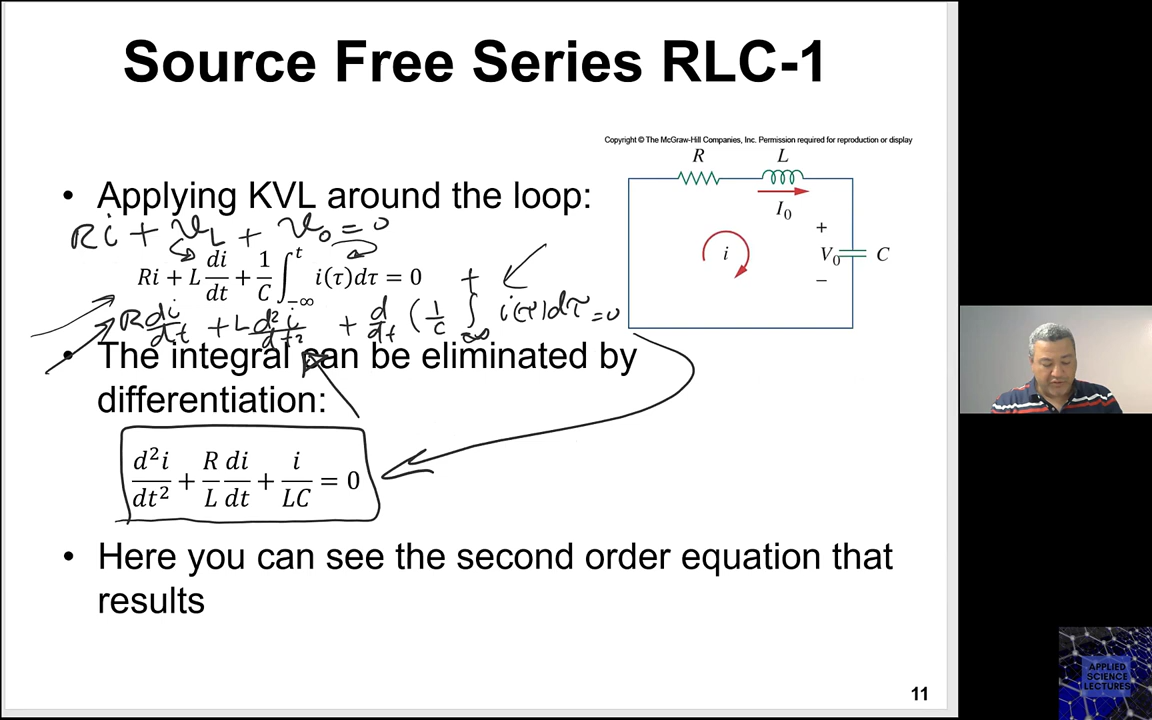 Source Free Series RLC-1
Copyright © The McGraw-Hill Companies, Inc. Permission required for reproduction or display
R L
I₀
i
+
V₀ C
−
• Applying KVL around the loop:
Ri + v_L + v_0 = 0
Ri + L di/dt + 1/C ∫_{−∞}^{t} i(τ)dτ = 0
R di/dt + L d²i/dt² + d/dt (1/C ∫_{∞}^{t} i(τ)dτ = 0
• The integral can be eliminated by
differentiation:
d²i/dt² + R/L di/dt + i/LC = 0
• Here you can see the second order equation that
results
11
APPLIED
SCIENCE
LECTURES